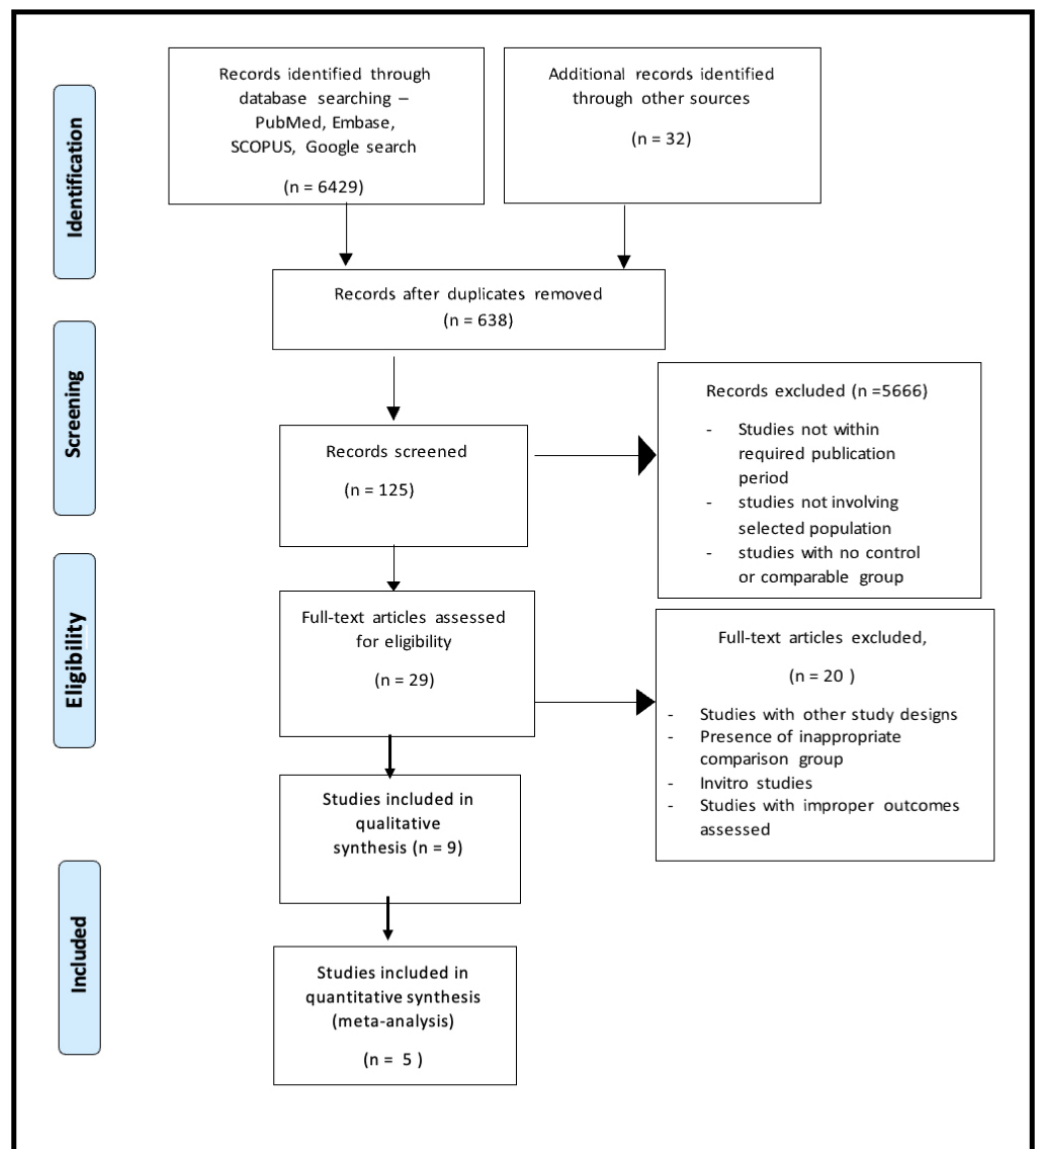 Identification
Records identified through
database searching –
PubMed, Embase,
SCOPUS, Google search
(n = 6429)
Additional records identified
through other sources
(n = 32)
Records after duplicates removed
(n = 638)
Screening
Records screened
(n = 125)
Records excluded (n =5666)
- Studies not within
required publication
period
- studies not involving
selected population
- studies with no control
or comparable group
Eligibility
Full-text articles assessed
for eligibility
(n = 29)
Full-text articles excluded,
(n = 20 )
- Studies with other study designs
- Presence of inappropriate
comparison group
- Invitro studies
- Studies with improper outcomes
assessed
Studies included in
qualitative
synthesis (n = 9)
Included
Studies included in
quantitative synthesis
(meta-analysis)
(n = 5 )